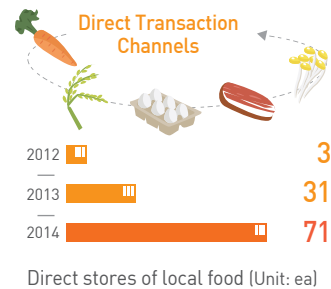 Direct Transaction
Channels
2012 3
2013 31
2014 71
Direct stores of local food (Unit: ea)